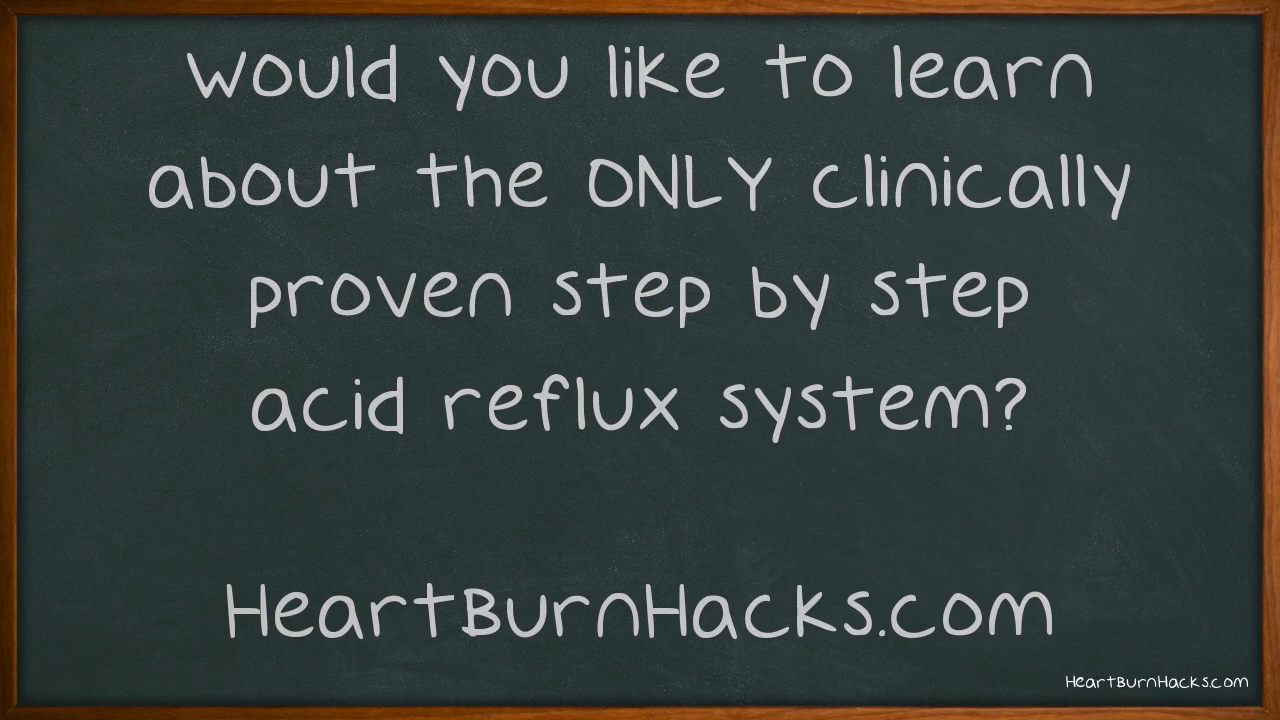 Would you like to learn
about the ONLY clinically
proven step by step
acid reflux system?
HeartBurnHacks.com
HeartBurnHacks.com